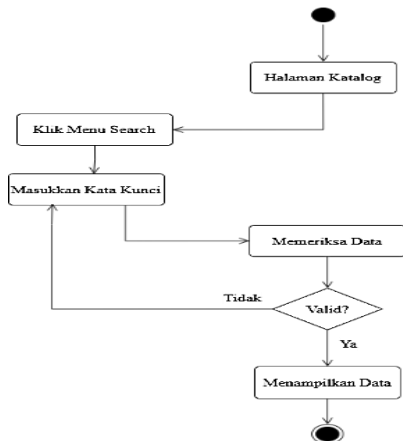 Halaman Katalog
Klik Menu Search
Masukkan Kata Kunci
Memeriksa Data
Tidak
Valid?
Ya
Menampilkan Data